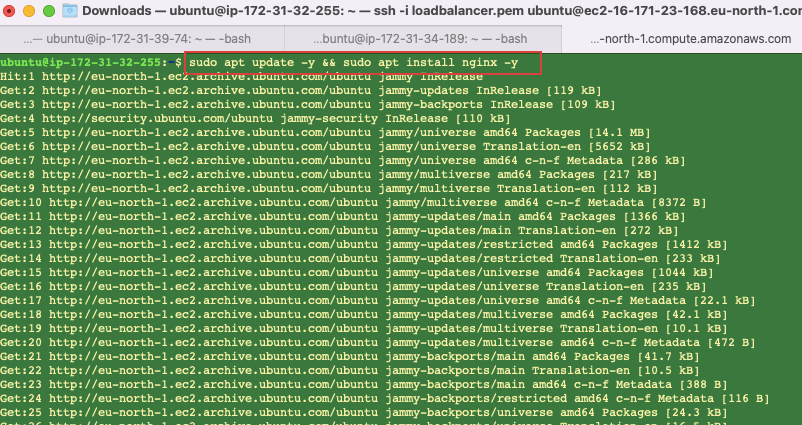 Downloads — ubuntu@ip-172-31-32-255: ~ — ssh -i loadbalancer.pem ubuntu@ec2-16-171-23-168.eu-north-1.con
...— ubuntu@ip-172-31-39-74: ~ — -bash
...buntu@ip-172-31-34-189: ~ — -bash
...-north-1.compute.amazonaws.com
ubuntu@ip-172-31-32-255:~$ sudo apt update -y && sudo apt install nginx -y
Hit:1 http://eu-north-1.ec2.archive.ubuntu.com/ubuntu jammy InRelease
Get:2 http://eu-north-1.ec2.archive.ubuntu.com/ubuntu jammy-updates InRelease [119 kB]
Get:3 http://eu-north-1.ec2.archive.ubuntu.com/ubuntu jammy-backports InRelease [109 kB]
Get:4 http://security.ubuntu.com/ubuntu jammy-security InRelease [110 kB]
Get:5 http://eu-north-1.ec2.archive.ubuntu.com/ubuntu jammy/universe amd64 Packages [14.1 MB]
Get:6 http://eu-north-1.ec2.archive.ubuntu.com/ubuntu jammy/universe Translation-en [5652 kB]
Get:7 http://eu-north-1.ec2.archive.ubuntu.com/ubuntu jammy/universe amd64 c-n-f Metadata [286 kB]
Get:8 http://eu-north-1.ec2.archive.ubuntu.com/ubuntu jammy/multiverse amd64 Packages [217 kB]
Get:9 http://eu-north-1.ec2.archive.ubuntu.com/ubuntu jammy/multiverse Translation-en [112 kB]
Get:10 http://eu-north-1.ec2.archive.ubuntu.com/ubuntu jammy/multiverse amd64 c-n-f Metadata [8372 B]
Get:11 http://eu-north-1.ec2.archive.ubuntu.com/ubuntu jammy-updates/main amd64 Packages [1366 kB]
Get:12 http://eu-north-1.ec2.archive.ubuntu.com/ubuntu jammy-updates/main Translation-en [272 kB]
Get:13 http://eu-north-1.ec2.archive.ubuntu.com/ubuntu jammy-updates/restricted amd64 Packages [1412 kB]
Get:14 http://eu-north-1.ec2.archive.ubuntu.com/ubuntu jammy-updates/restricted Translation-en [233 kB]
Get:15 http://eu-north-1.ec2.archive.ubuntu.com/ubuntu jammy-updates/universe amd64 Packages [1044 kB]
Get:16 http://eu-north-1.ec2.archive.ubuntu.com/ubuntu jammy-updates/universe Translation-en [235 kB]
Get:17 http://eu-north-1.ec2.archive.ubuntu.com/ubuntu jammy-updates/universe amd64 c-n-f Metadata [22.1 kB]
Get:18 http://eu-north-1.ec2.archive.ubuntu.com/ubuntu jammy-updates/multiverse amd64 Packages [42.1 kB]
Get:19 http://eu-north-1.ec2.archive.ubuntu.com/ubuntu jammy-updates/multiverse Translation-en [10.1 kB]
Get:20 http://eu-north-1.ec2.archive.ubuntu.com/ubuntu jammy-updates/multiverse amd64 c-n-f Metadata [472 B]
Get:21 http://eu-north-1.ec2.archive.ubuntu.com/ubuntu jammy-backports/main amd64 Packages [41.7 kB]
Get:22 http://eu-north-1.ec2.archive.ubuntu.com/ubuntu jammy-backports/main Translation-en [10.5 kB]
Get:23 http://eu-north-1.ec2.archive.ubuntu.com/ubuntu jammy-backports/main amd64 c-n-f Metadata [388 B]
Get:24 http://eu-north-1.ec2.archive.ubuntu.com/ubuntu jammy-backports/restricted amd64 c-n-f Metadata [116 B]
Get:25 http://eu-north-1.ec2.archive.ubuntu.com/ubuntu jammy-backports/universe amd64 Packages [24.3 kB]